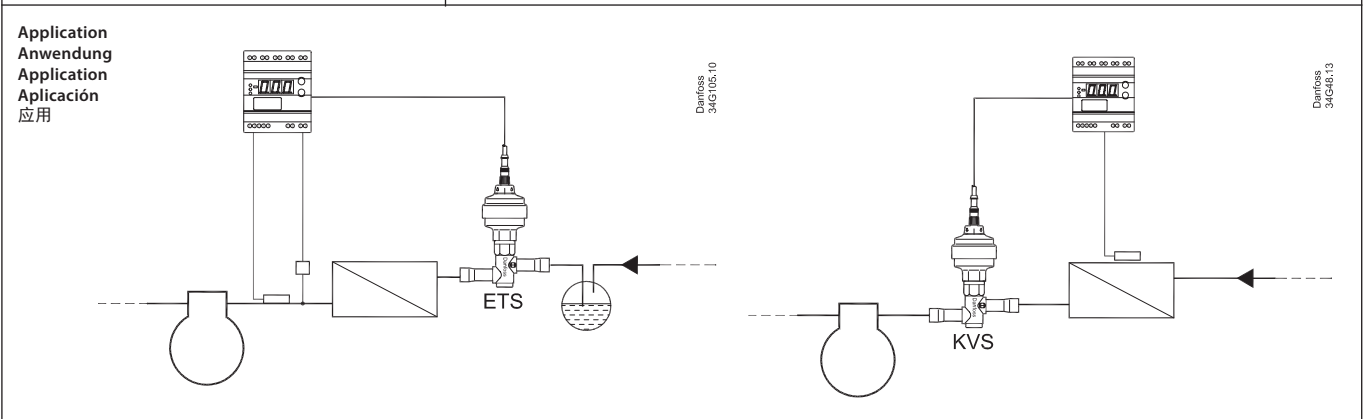 Application
Anwendung
Application
Aplicación
应用
Danfoss
34G105.10
ETS
Danfoss
34G48.13
KVS